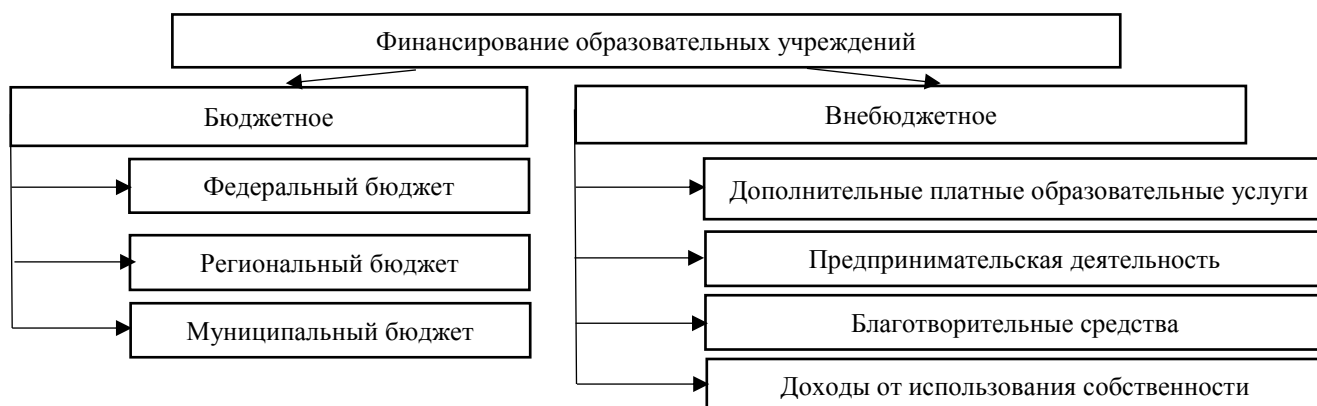 Финансирование образовательных учреждений
Бюджетное
Федеральный бюджет
Региональный бюджет
Муниципальный бюджет
Внебюджетное
Дополнительные платные образовательные услуги
Предпринимательская деятельность
Благотворительные средства
Доходы от использования собственности